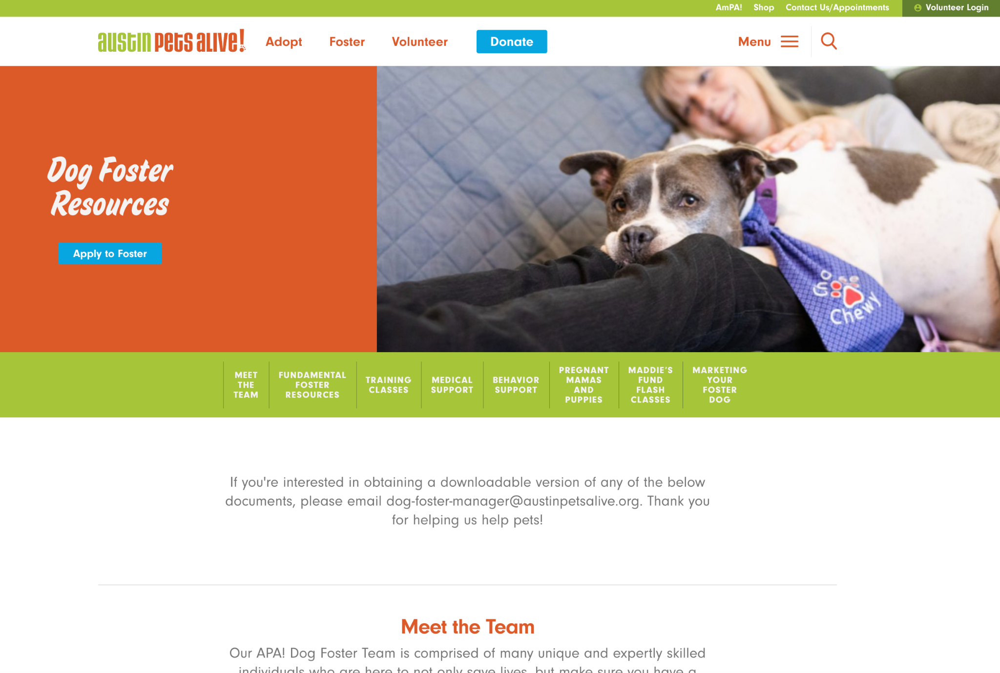 AmPA! Shop Contact Us/Appointments Volunteer Login
austin pets alive! Adopt Foster Volunteer Donate Menu
Dog Foster
Resources
Apply to Foster
Go
Chewy
MEET
THE
TEAM
FUNDAMENTAL
FOSTER
RESOURCES
TRAINING
CLASSES
MEDICAL
SUPPORT
BEHAVIOR
SUPPORT
PREGNANT
MAMAS
AND
PUPPIES
MADDIE'S
FUND
FLASH
CLASSES
MARKETING
YOUR
FOSTER
DOG
If you're interested in obtaining a downloadable version of any of the below
documents, please email dog-foster-manager@austinpetsalive.org. Thank you
for helping us help pets!
Meet the Team
Our APA! Dog Foster Team is comprised of many unique and expertly skilled
individuals who are here to not only save lives, but make sure you have a